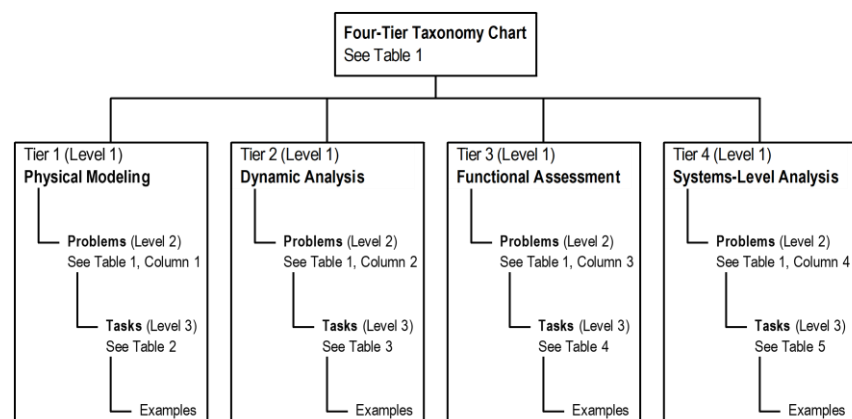 Four-Tier Taxonomy Chart
See Table 1
Tier 1 (Level 1)
Physical Modeling
Problems (Level 2)
See Table 1, Column 1
Tasks (Level 3)
See Table 2
Examples
Tier 2 (Level 1)
Dynamic Analysis
Problems (Level 2)
See Table 1, Column 2
Tasks (Level 3)
See Table 3
Examples
Tier 3 (Level 1)
Functional Assessment
Problems (Level 2)
See Table 1, Column 3
Tasks (Level 3)
See Table 4
Examples
Tier 4 (Level 1)
Systems-Level Analysis
Problems (Level 2)
See Table 1, Column 4
Tasks (Level 3)
See Table 5
Examples